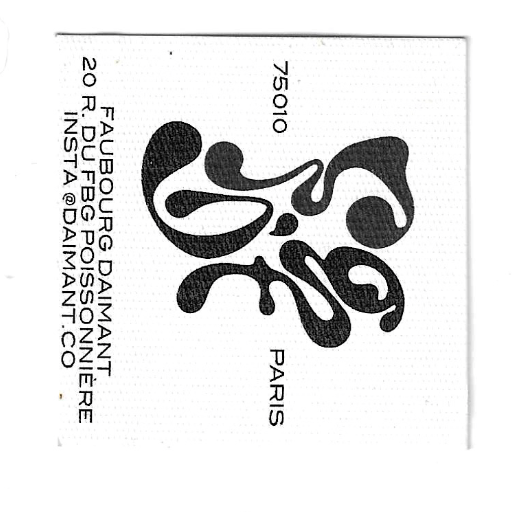 75010
PARIS
FAUBOURG DAIMANT
20 R. DU FBG POISSONNIÈRE
INSTA @DAIMANT.CO